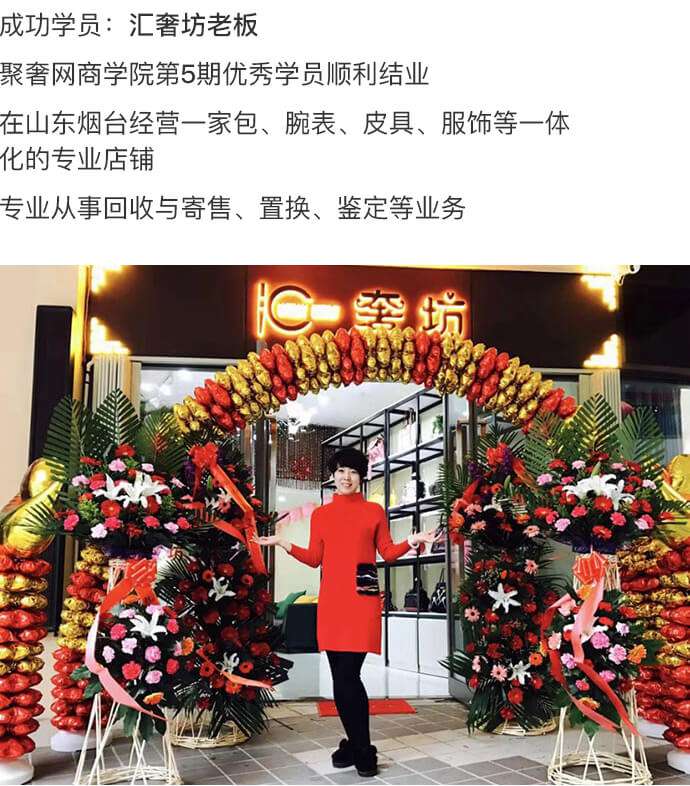 成功学员：汇奢坊老板
聚奢网商学院第5期优秀学员顺利结业
在山东烟台经营一家包、腕表、皮具、服饰等一体
化的专业店铺
专业从事回收与寄售、置换、鉴定等业务
汇奢坊